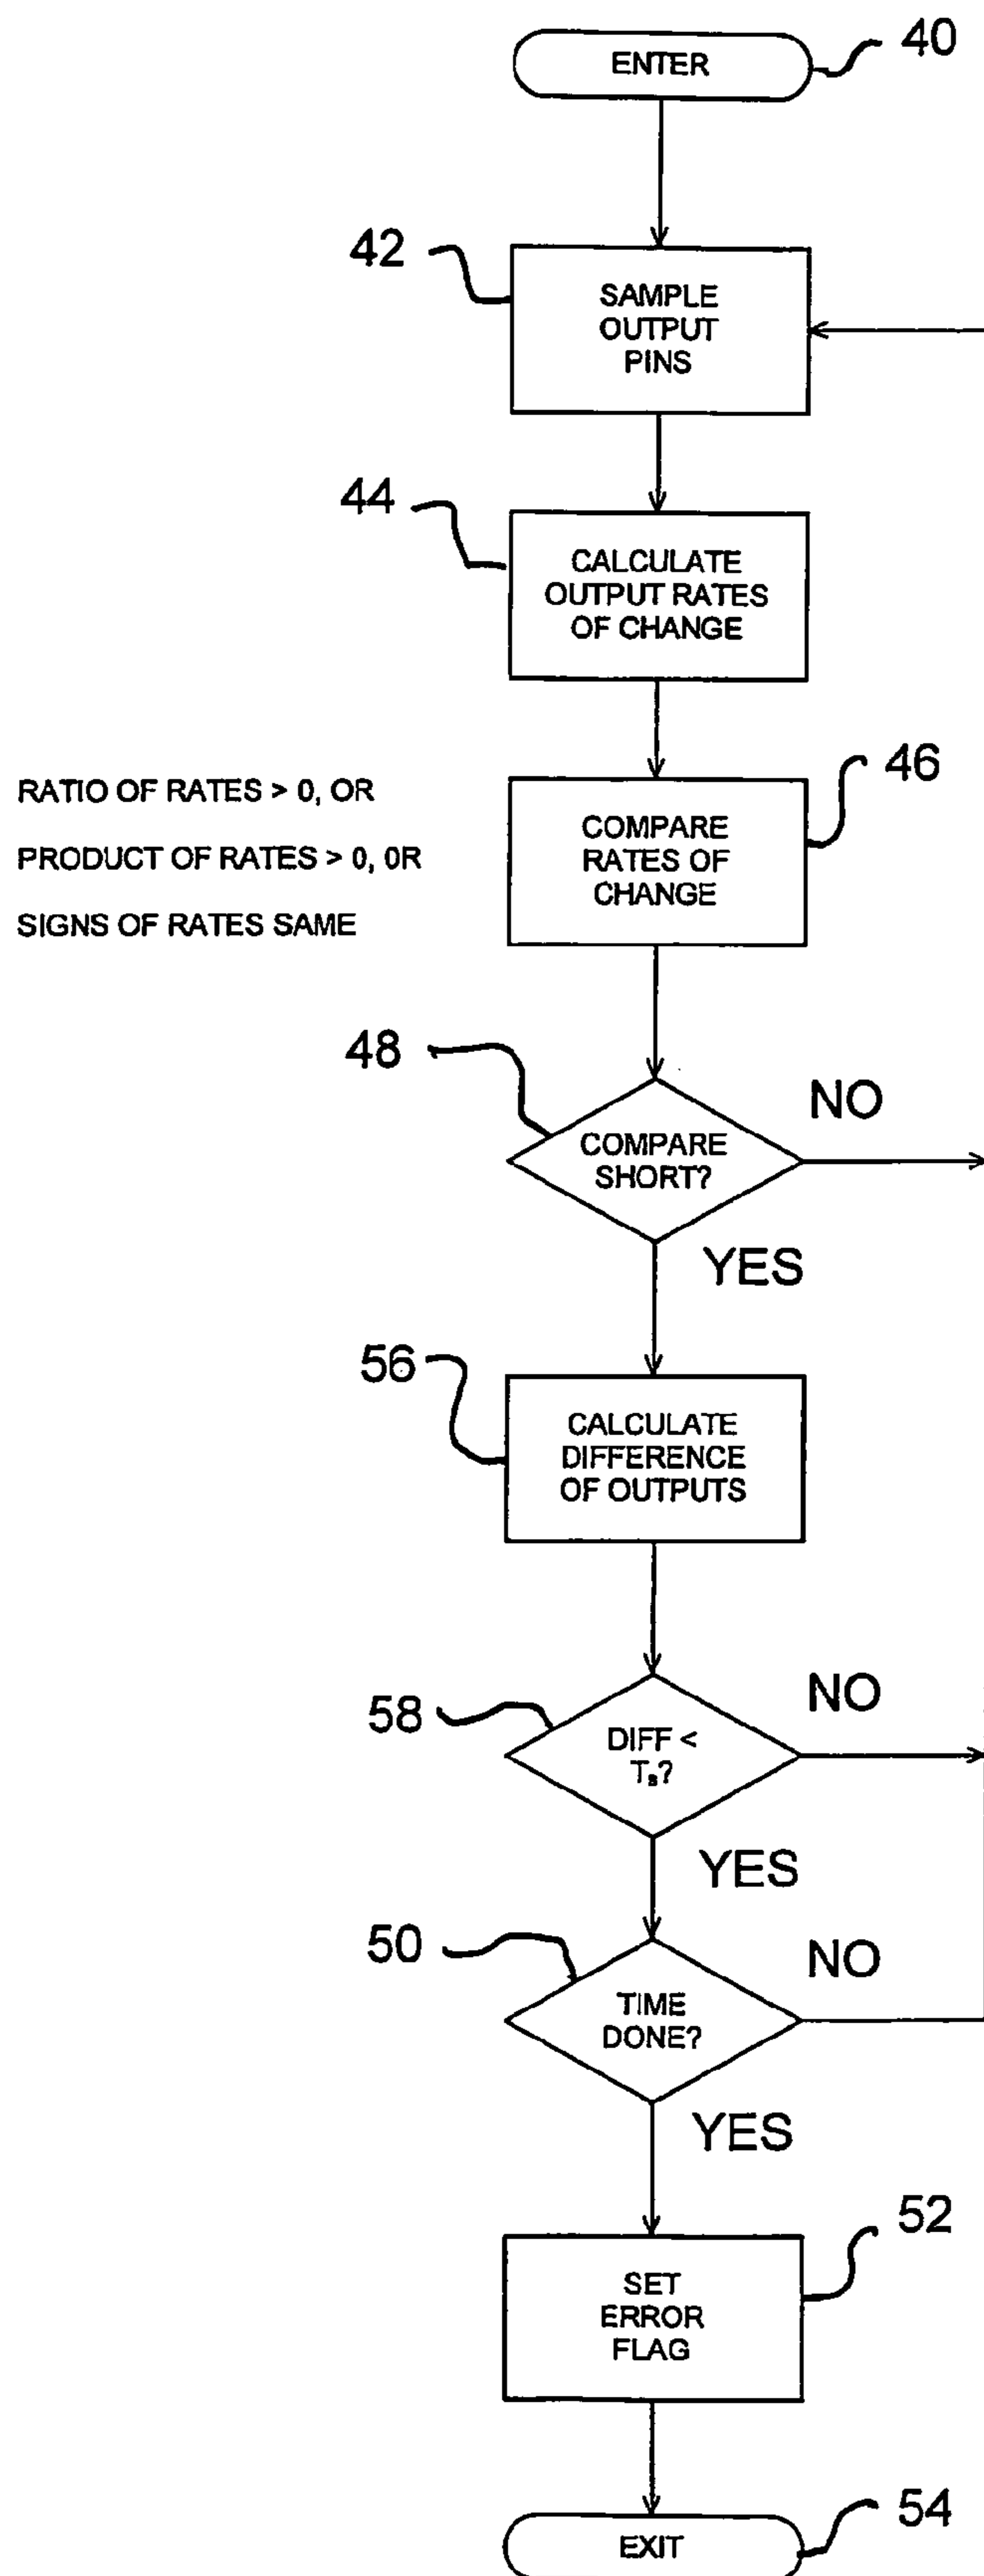 ENTER
40
42
SAMPLE
OUTPUT
PINS
44
CALCULATE
OUTPUT RATES
OF CHANGE
46
RATIO OF RATES > 0, OR
PRODUCT OF RATES > 0, OR
SIGNS OF RATES SAME
COMPARE
RATES OF
CHANGE
48
COMPARE
SHORT?
NO
YES
56
CALCULATE
DIFFERENCE
OF OUTPUTS
58
DIFF <
Ts?
NO
YES
50
TIME
DONE?
NO
YES
52
SET
ERROR
FLAG
54
EXIT